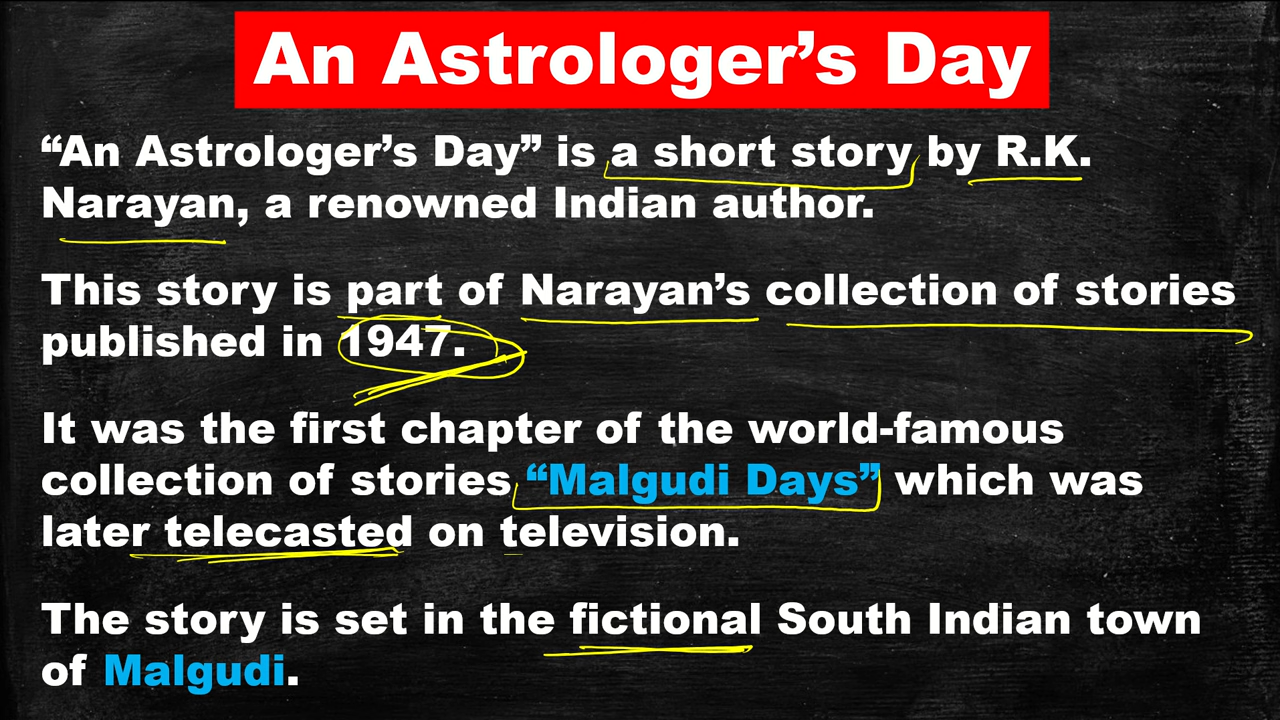 An Astrologer’s Day
“An Astrologer’s Day” is a short story by R.K.
Narayan, a renowned Indian author.
This story is part of Narayan’s collection of stories
published in 1947.
It was the first chapter of the world-famous
collection of stories “Malgudi Days” which was
later telecasted on television.
The story is set in the fictional South Indian town
of Malgudi.